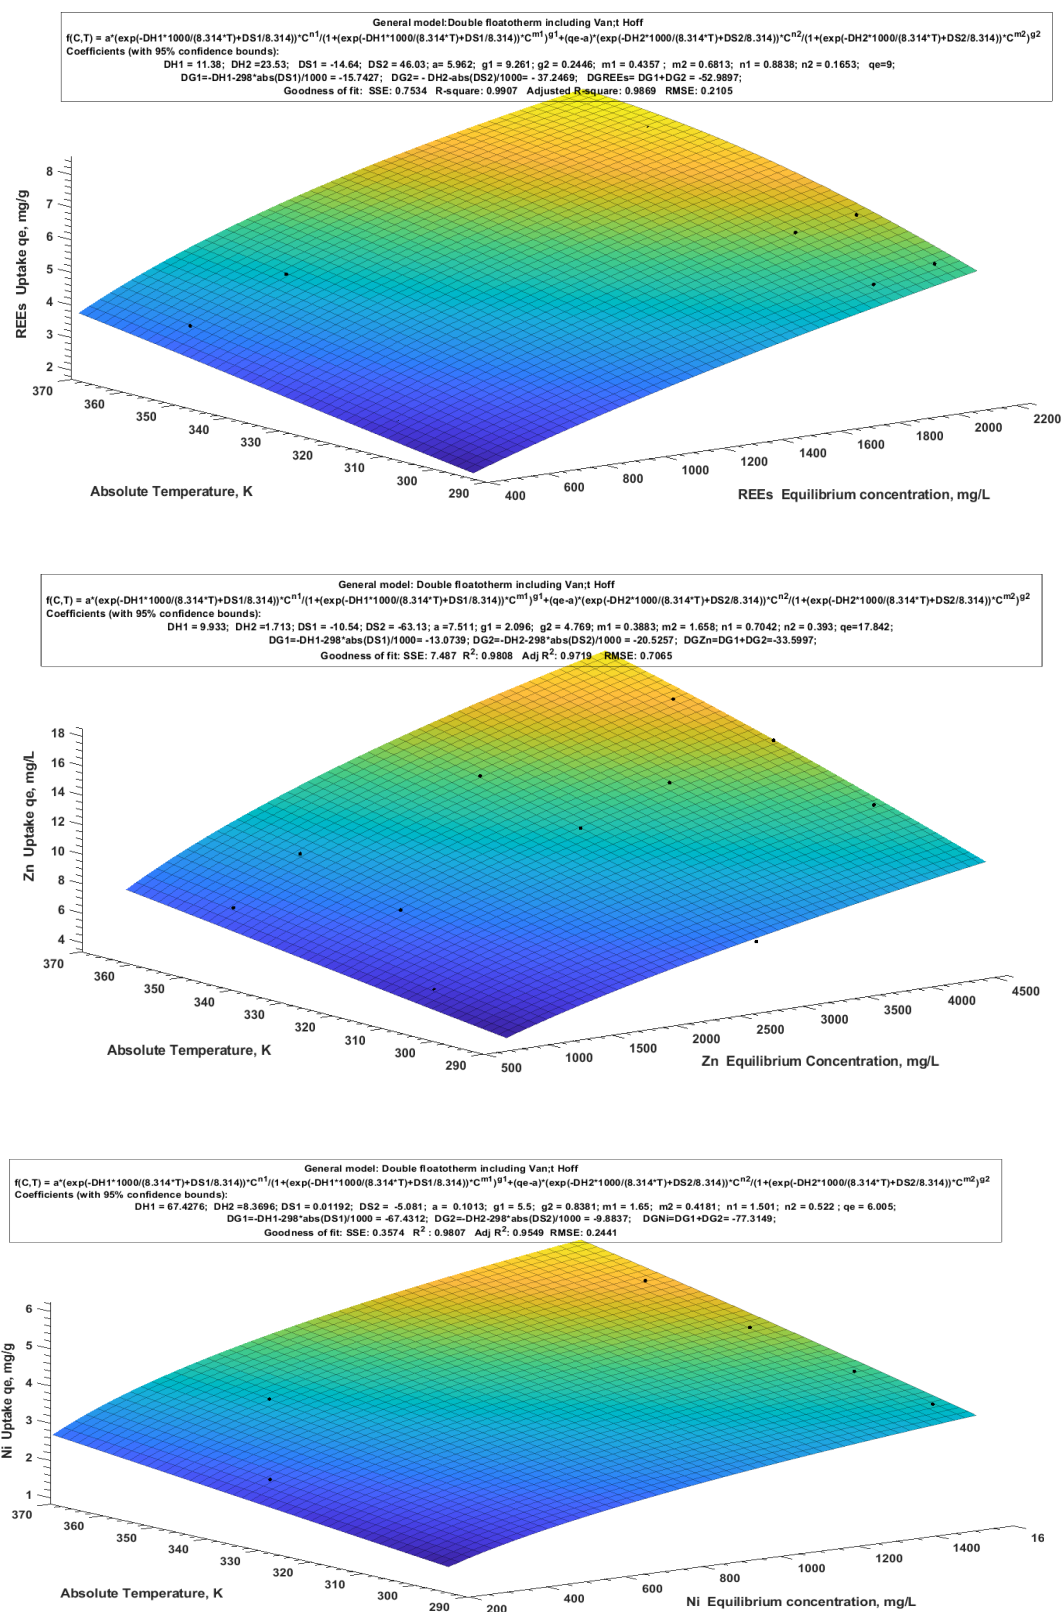 General model:Double floatotherm including Van;t Hoff
f(C,T) = a*(exp(-DH1*1000/(8.314*T)+DS1/8.314))*C^n1/(1+(exp(-DH1*1000/(8.314*T)+DS1/8.314))*C^m1)^g1+(qe-a)*(exp(-DH2*1000/(8.314*T)+DS2/8.314))*C^n2/(1+(exp(-DH2*1000/(8.314*T)+DS2/8.314))*C^m2)^g2
Coefficients (with 95% confidence bounds):
DH1 = 11.38; DH2 =23.53; DS1 = -14.64; DS2 = 46.03; a= 5.962; g1 = 9.261; g2 = 0.2446; m1 = 0.4357 ; m2 = 0.6813; n1 = 0.8838; n2 = 0.1653; qe=9;
DG1=-DH1-298*abs(DS1)/1000 = -15.7427; DG2= - DH2-abs(DS2)/1000= - 37.2469; DGREEs= DG1+DG2 = -52.9897;
Goodness of fit: SSE: 0.7534 R-square: 0.9907 Adjusted R-square: 0.9869 RMSE: 0.2105
REEs Uptake qe, mg/g
8
7
6
5
4
3
2
370
360
350
340
330
320
310
300
290
Absolute Temperature, K
400
600
800
1000
1200
1400
1600
1800
2000
2200
REEs Equilibrium concentration, mg/L
General model: Double floatotherm including Van;t Hoff
f(C,T) = a*(exp(-DH1*1000/(8.314*T)+DS1/8.314))*C^n1/(1+(exp(-DH1*1000/(8.314*T)+DS1/8.314))*C^m1)^g1+(qe-a)*(exp(-DH2*1000/(8.314*T)+DS2/8.314))*C^n2/(1+(exp(-DH2*1000/(8.314*T)+DS2/8.314))*C^m2)^g2
Coefficients (with 95% confidence bounds):
DH1 = 9.933; DH2 =1.713; DS1 = -10.54; DS2 = -63.13; a =7.511; g1 = 2.096; g2 = 4.769; m1 = 0.3883; m2 = 1.658; n1 = 0.7042; n2 = 0.393; qe=17.842;
DG1=-DH1-298*abs(DS1)/1000= -13.0739; DG2=-DH2-298*abs(DS2)/1000 = -20.5257; DGZn=DG1+DG2=-33.5997;
Goodness of fit: SSE: 7.487 R^2: 0.9808 Adj R^2: 0.9719 RMSE: 0.7065
Zn Uptake qe, mg/L
18
16
14
12
10
8
6
4
370
360
350
340
330
320
310
300
290
Absolute Temperature, K
500
1000
1500
2000
2500
3000
3500
4000
4500
Zn Equilibrium Concentration, mg/L
General model: Double floatotherm including Van;t Hoff
f(C,T) = a*(exp(-DH1*1000/(8.314*T)+DS1/8.314))*C^n1/(1+(exp(-DH1*1000/(8.314*T)+DS1/8.314))*C^m1)^g1+(qe-a)*(exp(-DH2*1000/(8.314*T)+DS2/8.314))*C^n2/(1+(exp(-DH2*1000/(8.314*T)+DS2/8.314))*C^m2)^g2
Coefficients (with 95% confidence bounds):
DH1 = 67.4276; DH2 =8.3696; DS1 = 0.01192; DS2 = -5.081; a = 0.1013; g1 = 5.5; g2 = 0.8381; m1 = 1.65; m2 = 0.4181; n1 = 1.501; n2 = 0.522 ; qe = 6.005;
DG1=-DH1-298*abs(DS1)/1000 = -67.4312; DG2=-DH2-298*abs(DS2)/1000 = -9.8837; DGNi=DG1+DG2= -77.3149;
Goodness of fit: SSE: 0.3574 R^2 : 0.9807 Adj R^2: 0.9549 RMSE: 0.2441
Ni Uptake qe, mg/g
6
5
4
3
2
1
370
360
350
340
330
320
310
300
290
Absolute Temperature, K
200
400
600
800
1000
1200
1400
16
Ni Equilibrium concentration, mg/L